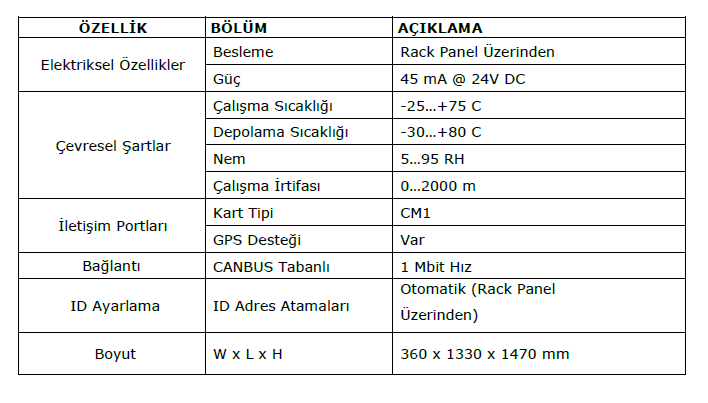 ÖZELLİK BÖLÜM AÇIKLAMA
Elektriksel Özellikler
Besleme Rack Panel Üzerinden
Güç 45 mA @ 24V DC
Çevresel Şartlar
Çalışma Sıcaklığı -25…+75 C
Depolama Sıcaklığı -30…+80 C
Nem 5…95 RH
Çalışma İrtifası 0…2000 m
İletişim Portları
Kart Tipi CM1
GPS Desteği Var
Bağlantı CANBUS Tabanlı 1 Mbit Hız
ID Ayarlama ID Adres Atamaları Otomatik (Rack Panel
Üzerinden)
Boyut W x L x H 360 x 1330 x 1470 mm